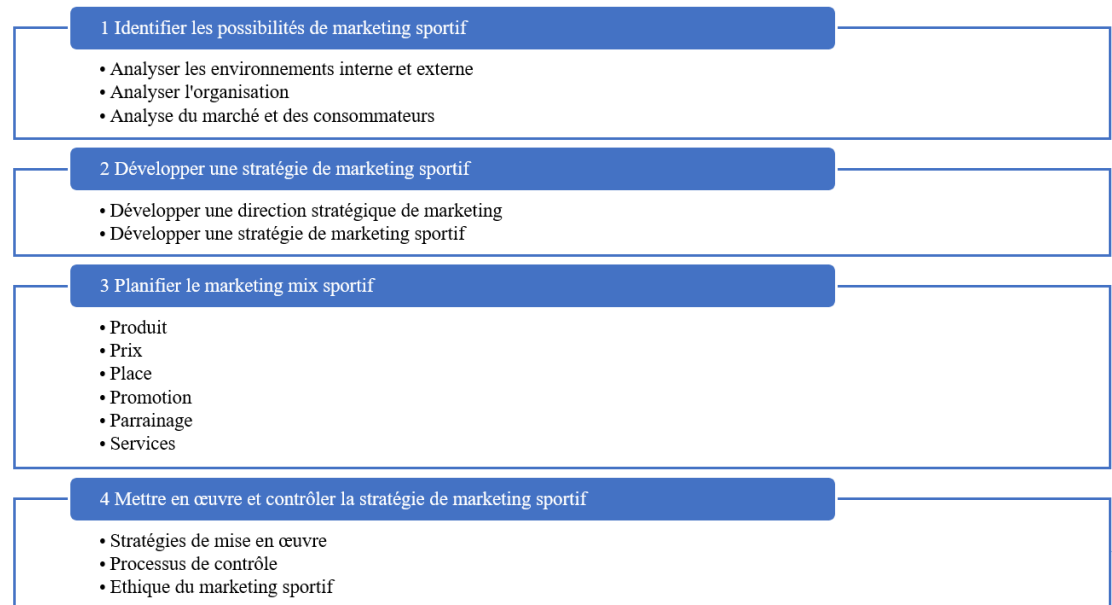 1 Identifier les possibilités de marketing sportif
• Analyser les environnements interne et externe
• Analyser l'organisation
• Analyse du marché et des consommateurs
2 Développer une stratégie de marketing sportif
• Développer une direction stratégique de marketing
• Développer une stratégie de marketing sportif
3 Planifier le marketing mix sportif
• Produit
• Prix
• Place
• Promotion
• Parrainage
• Services
4 Mettre en œuvre et contrôler la stratégie de marketing sportif
• Stratégies de mise en œuvre
• Processus de contrôle
• Ethique du marketing sportif